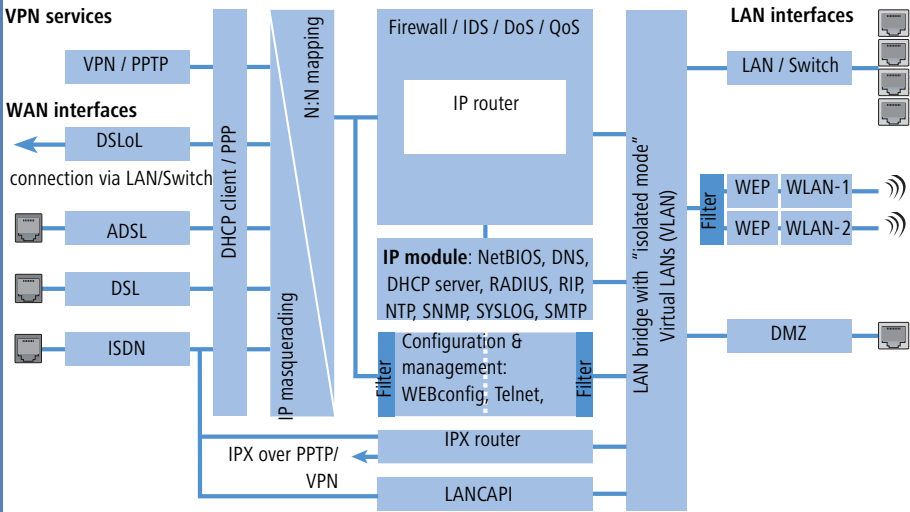 VPN services
VPN / PPTP
WAN interfaces
DSLoL
connection via LAN/Switch
ADSL
DSL
ISDN
DHCP client / PPP
N:N mapping
IP masquerading
Firewall / IDS / DoS / QoS
IP router
IP module: NetBIOS, DNS,
DHCP server, RADIUS, RIP,
NTP, SNMP, SYSLOG, SMTP
Filter
Configuration &
management:
WEBconfig, Telnet,
Filter
IPX router
IPX over PPTP/
VPN
LANCAPI
LAN bridge with "isolated mode"
Virtual LANs (VLAN)
LAN interfaces
LAN / Switch
Filter
WEP
WLAN-1
WEP
WLAN-2
DMZ